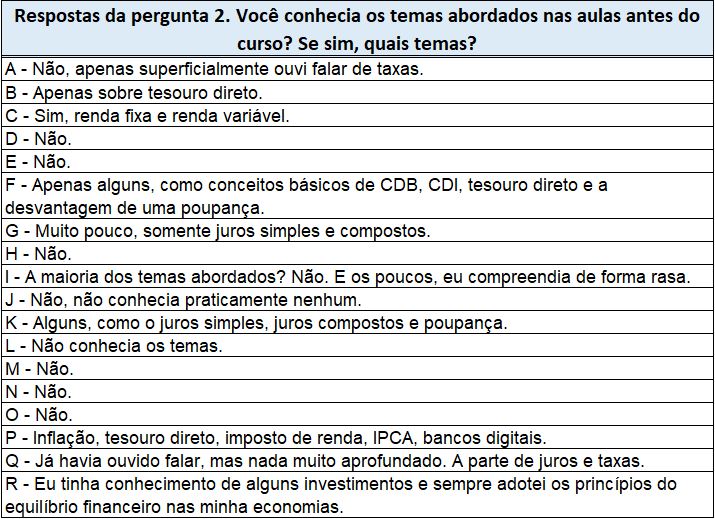 Respostas da pergunta 2. Você conhecia os temas abordados nas aulas antes do
curso? Se sim, quais temas?
A - Não, apenas superficialmente ouvi falar de taxas.
B - Apenas sobre tesouro direto.
C - Sim, renda fixa e renda variável.
D - Não.
E - Não.
F - Apenas alguns, como conceitos básicos de CDB, CDI, tesouro direto e a
desvantagem de uma poupança.
G - Muito pouco, somente juros simples e compostos.
H - Não.
I - A maioria dos temas abordados? Não. E os poucos, eu compreendia de forma rasa.
J - Não, não conhecia praticamente nenhum.
K - Alguns, como o juros simples, juros compostos e poupança.
L - Não conhecia os temas.
M - Não.
N - Não.
O - Não.
P - Inflação, tesouro direto, imposto de renda, IPCA, bancos digitais.
Q - Já havia ouvido falar, mas nada muito aprofundado. A parte de juros e taxas.
R - Eu tinha conhecimento de alguns investimentos e sempre adotei os princípios do
equilíbrio financeiro nas minha economias.